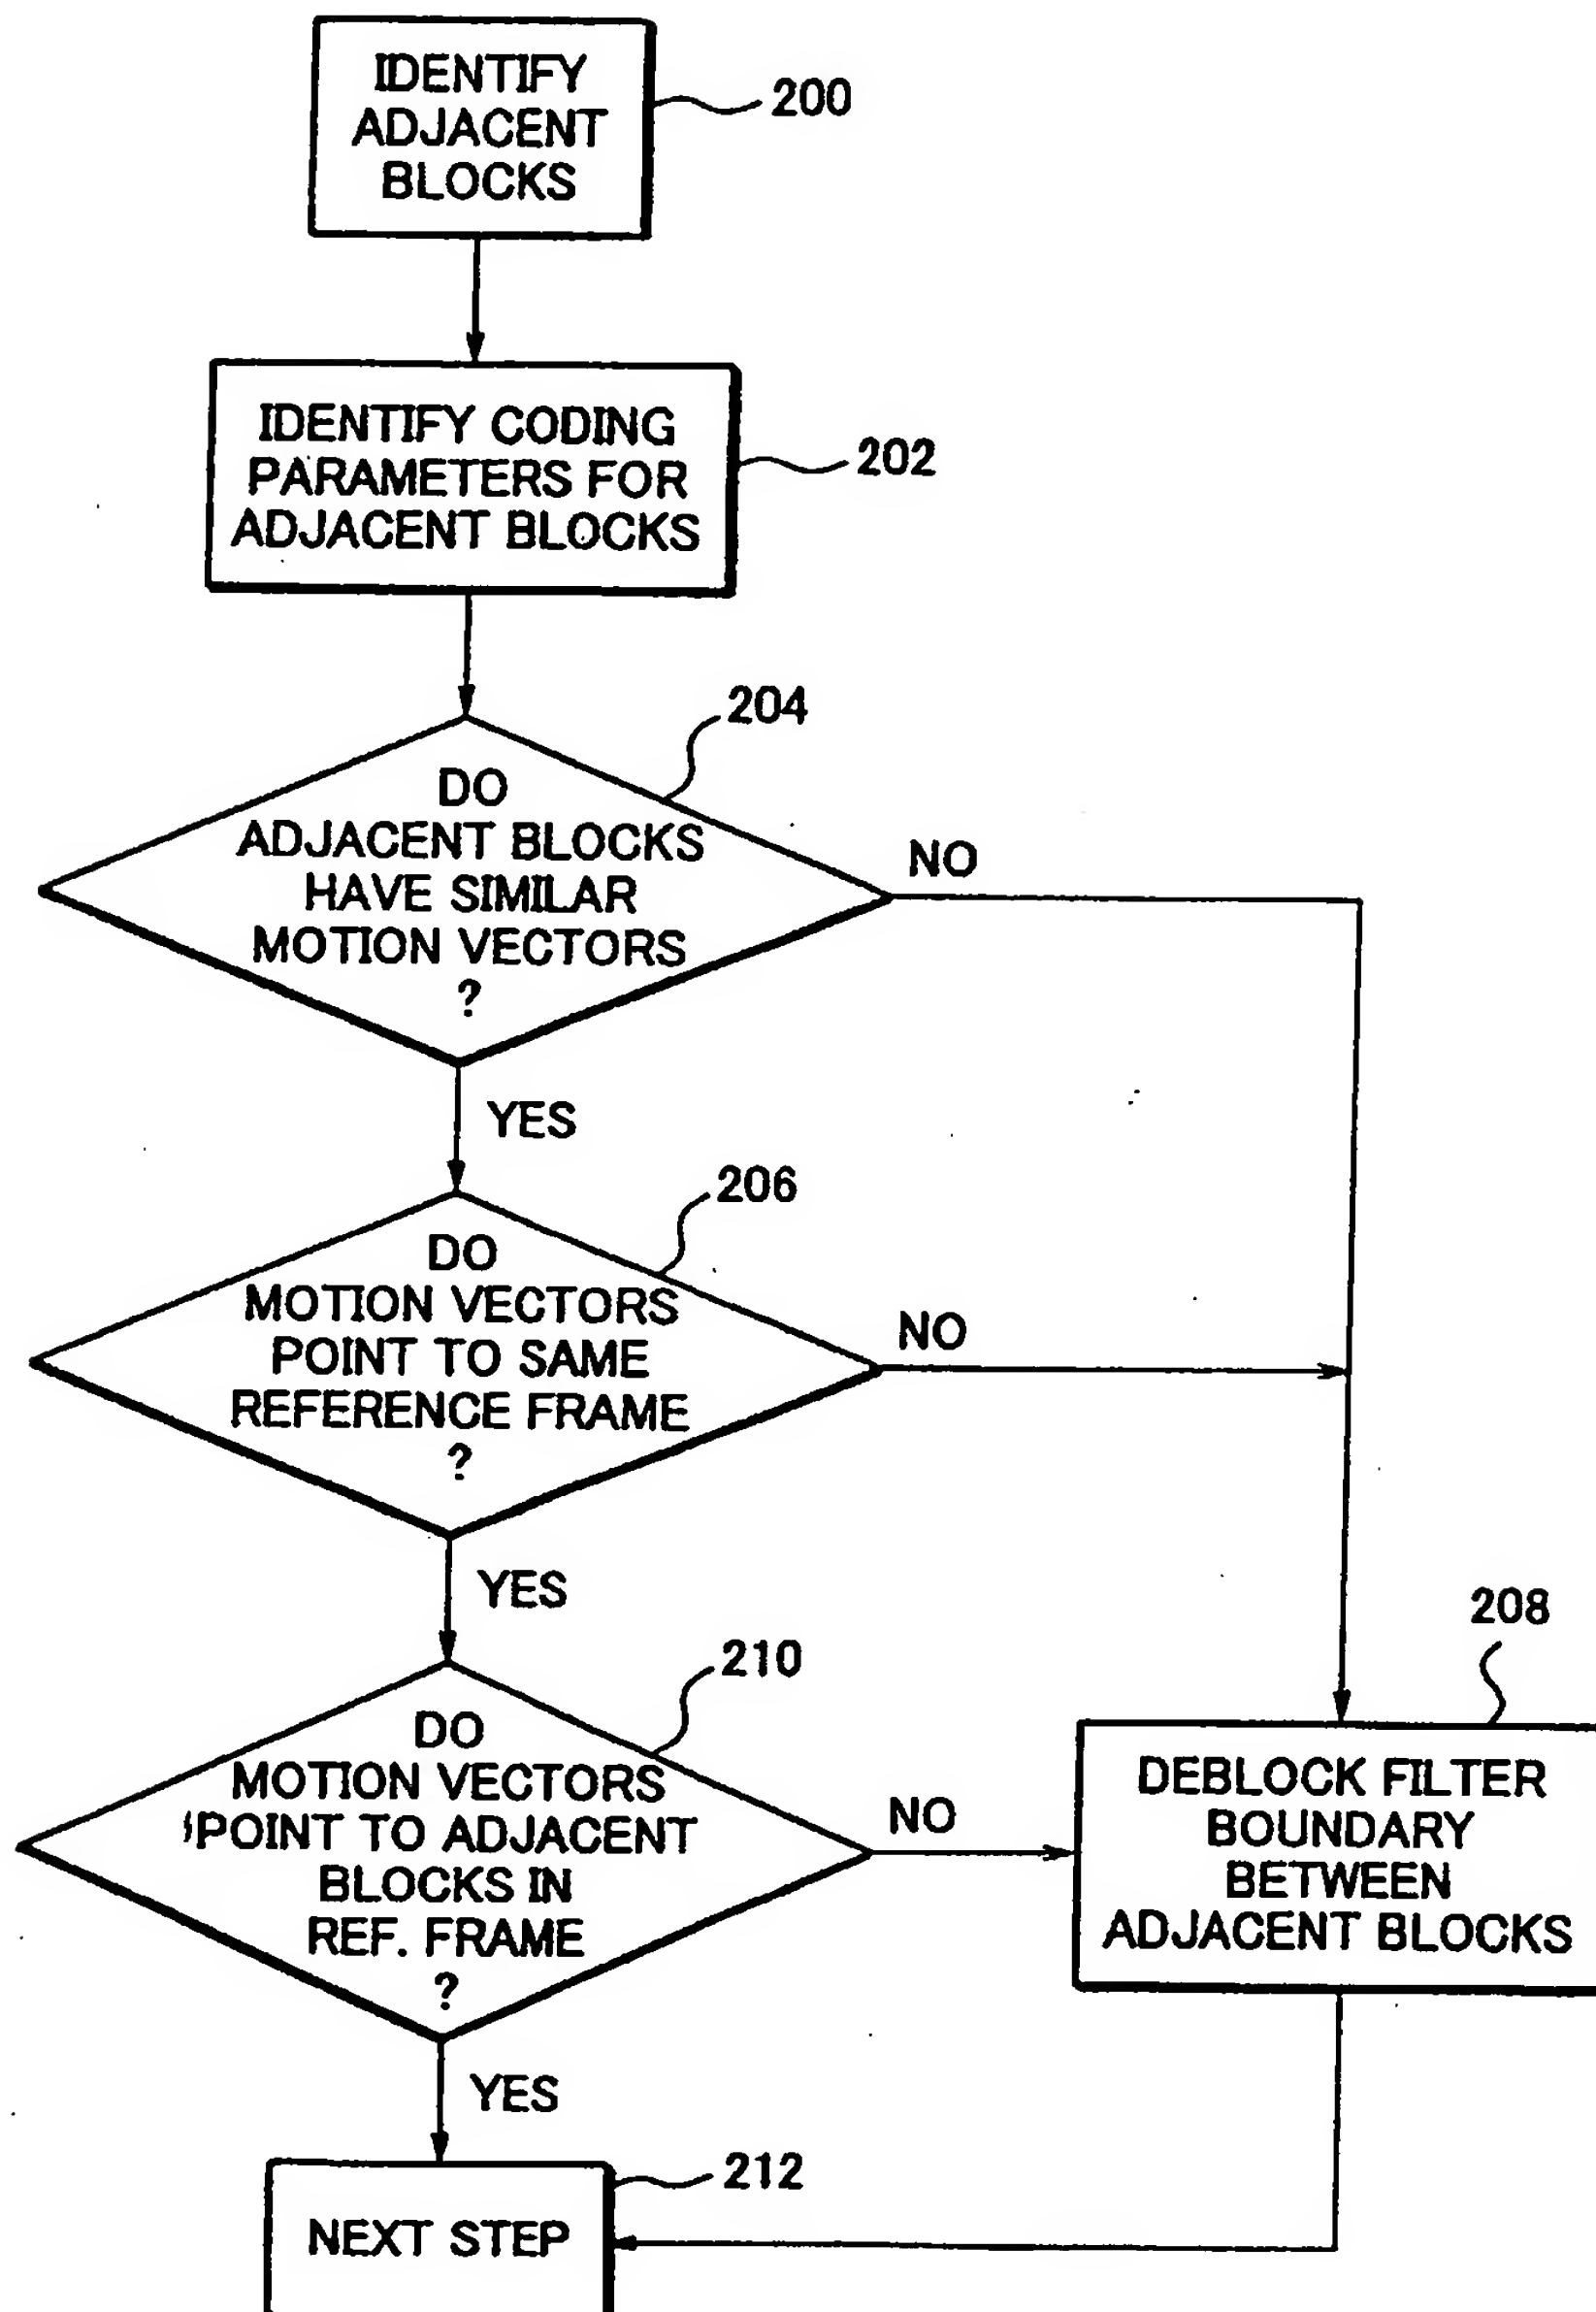 IDENTIFY
ADJACENT
BLOCKS
200
IDENTIFY CODING
PARAMETERS FOR
ADJACENT BLOCKS
202
204
DO
ADJACENT BLOCKS
HAVE SIMILAR
MOTION VECTORS
?
NO
YES
206
DO
MOTION VECTORS
POINT TO SAME
REFERENCE FRAME
?
NO
YES
210
DO
MOTION VECTORS
POINT TO ADJACENT
BLOCKS IN
REF. FRAME
?
NO
208
DEBLOCK FILTER
BOUNDARY
BETWEEN
ADJACENT BLOCKS
YES
212
NEXT STEP